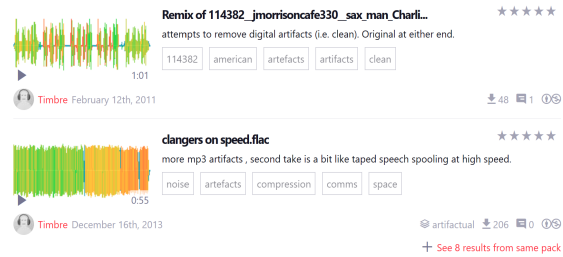 Remix of 114382__jmorrisoncafe330__sax_man_Charli...
attempts to remove digital artifacts (i.e. clean). Original at either end.
114382 american artefacts artifacts clean
1:01
Timbre February 12th, 2011 48 1
clangers on speed.flac
more mp3 artifacts , second take is a bit like taped speech spooling at high speed.
noise artefacts compression comms space
0:55
Timbre December 16th, 2013 artifactual 206 0
See 8 results from same pack